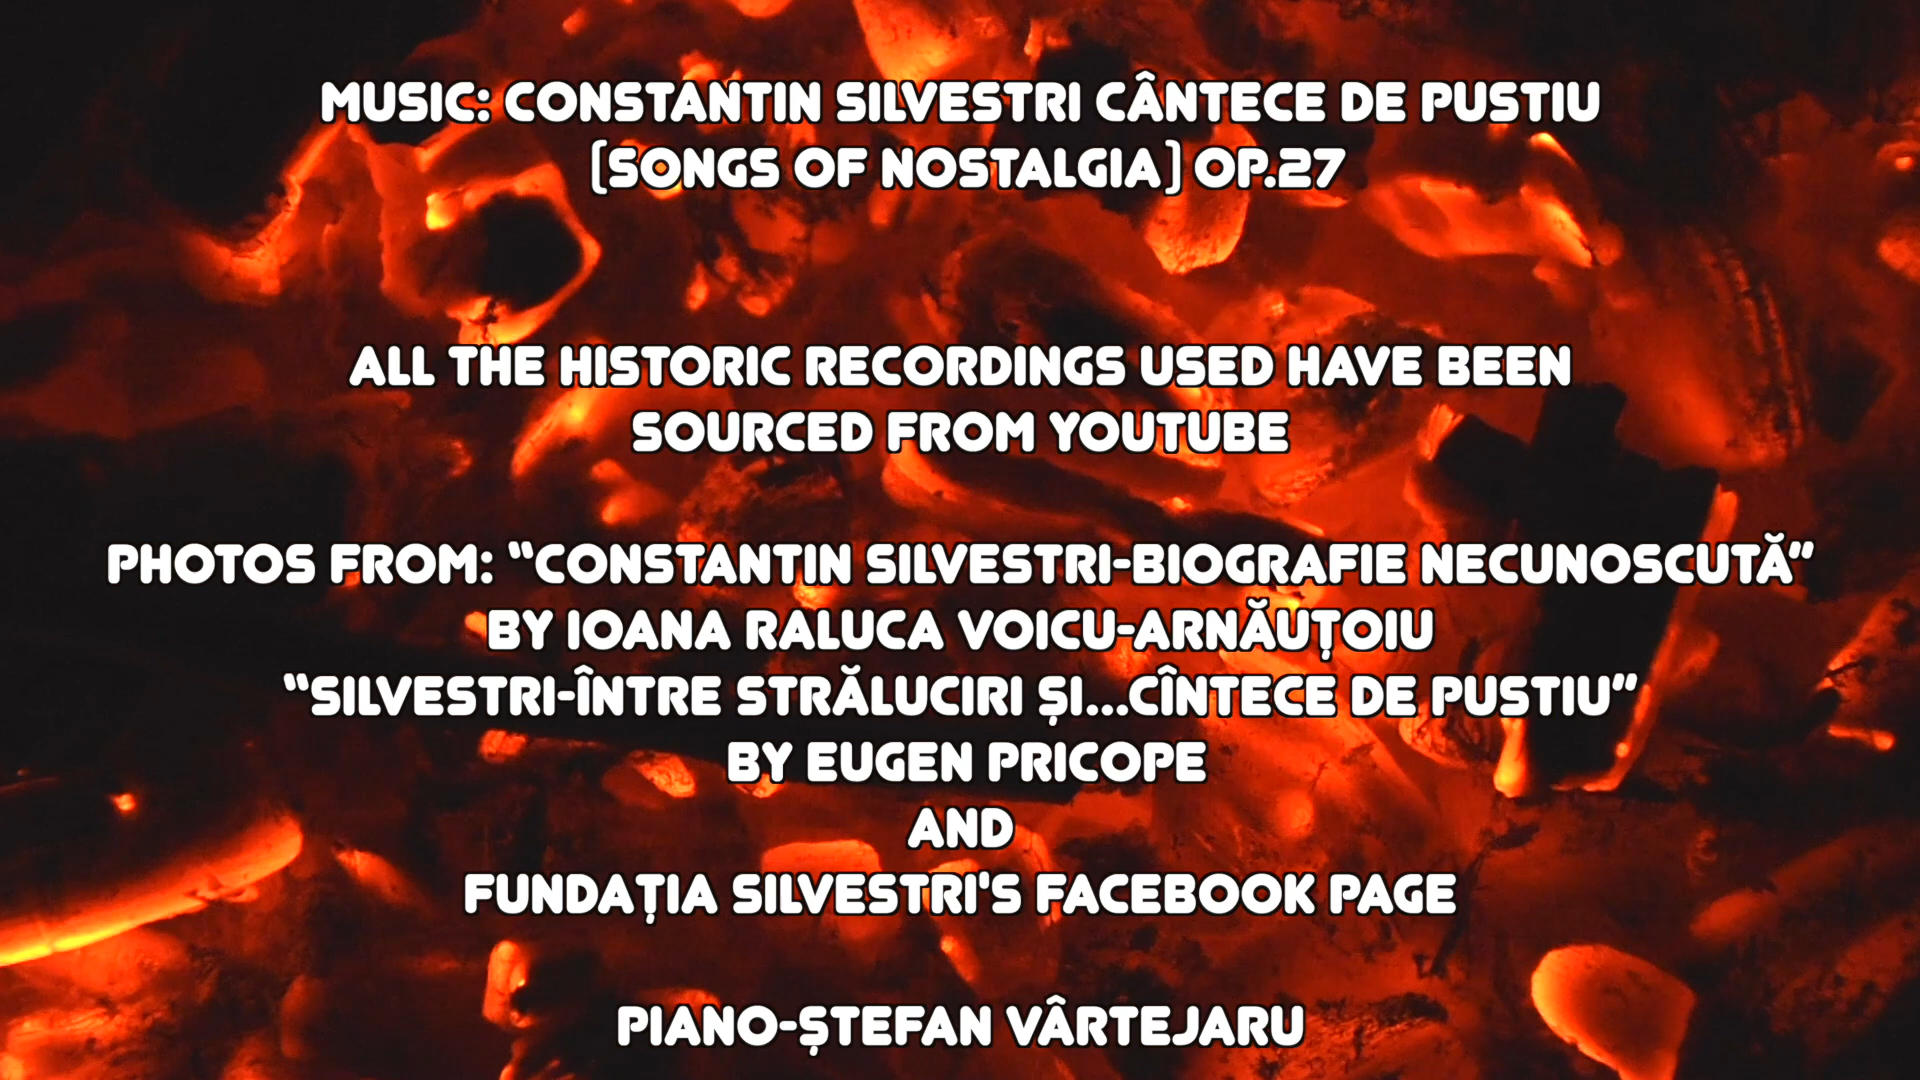 MUSIC: CONSTANTIN SILVESTRI CÂNTECE DE PUSTIU
(SONGS OF NOSTALGIA) OP.27
ALL THE HISTORIC RECORDINGS USED HAVE BEEN
SOURCED FROM YOUTUBE
PHOTOS FROM: “CONSTANTIN SILVESTRI-BIOGRAFIE NECUNOSCUTĂ”
BY IOANA RALUCA VOICU-ARNĂUȚOIU
“SILVESTRI-ÎNTRE STRĂLUCIRI ȘI...CÎNTECE DE PUSTIU”
BY EUGEN PRICOPE
AND
FUNDAȚIA SILVESTRI'S FACEBOOK PAGE
PIANO-ȘTEFAN VÂRTEJARU